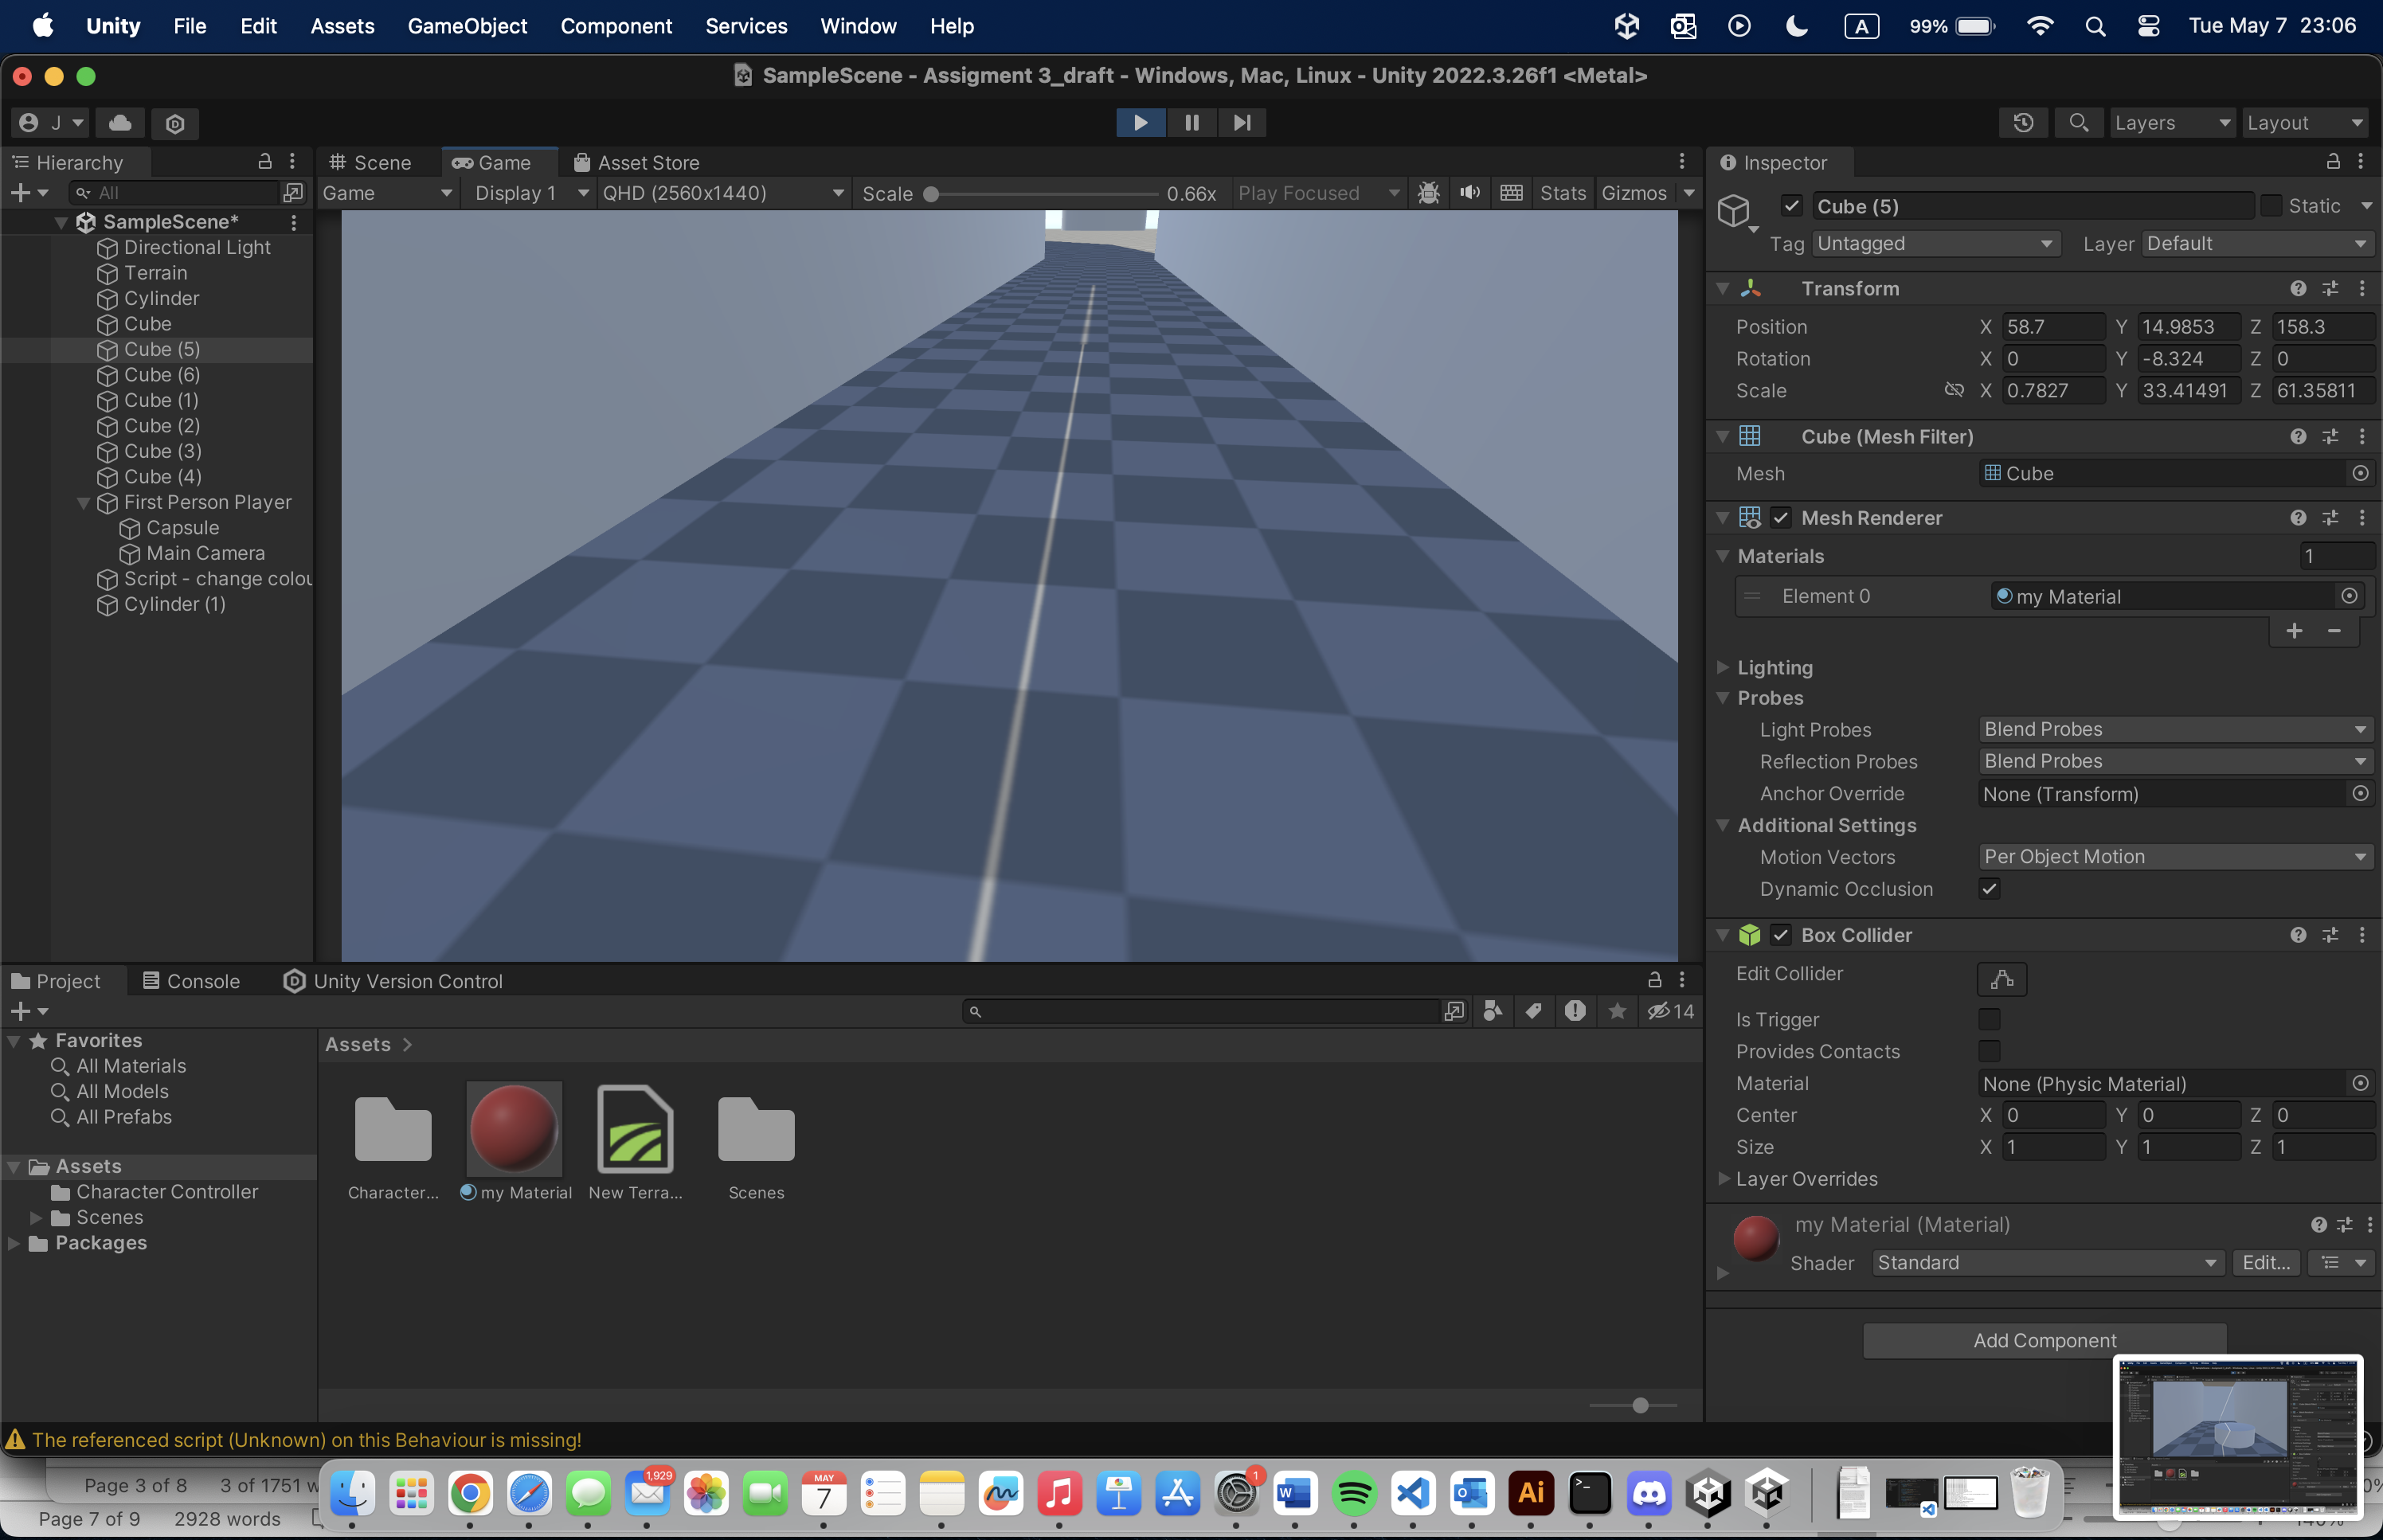 Unity File Edit Assets GameObject Component Services Window Help A 99% Tue May 7 23:06
SampleScene - Assigment 3_draft - Windows, Mac, Linux - Unity 2022.3.26f1 <Metal>
J Layers Layout
Hierarchy
All
SampleScene*
Directional Light
Terrain
Cylinder
Cube
Cube (5)
Cube (6)
Cube (1)
Cube (2)
Cube (3)
Cube (4)
First Person Player
Capsule
Main Camera
Script - change colou
Cylinder (1)
Scene Game Asset Store
Game Display 1 QHD (2560x1440) Scale 0.66x Play Focused Stats Gizmos
Inspector
Cube (5) Static
Tag Untagged Layer Default
Transform
Position X 58.7 Y 14.9853 Z 158.3
Rotation X 0 Y -8.324 Z 0
Scale X 0.7827 Y 33.41491 Z 61.35811
Cube (Mesh Filter)
Mesh Cube
Mesh Renderer
Materials 1
Element 0 my Material
Lighting
Probes
Light Probes Blend Probes
Reflection Probes Blend Probes
Anchor Override None (Transform)
Additional Settings
Motion Vectors Per Object Motion
Dynamic Occlusion
Box Collider
Edit Collider
Is Trigger
Provides Contacts
Material None (Physic Material)
Center X 0 Y 0 Z 0
Size X 1 Y 1 Z 1
Layer Overrides
my Material (Material)
Shader Standard Edit...
Add Component
Project Console Unity Version Control
14
Favorites
All Materials
All Models
All Prefabs
Assets
Character Controller
Scenes
Packages
Assets >
Character... my Material New Terra... Scenes
The referenced script (Unknown) on this Behaviour is missing!
Page 3 of 8 3 of 1751 w
Page 7 of 9 2928 words
1,929
MAY
7
1
W
Ai